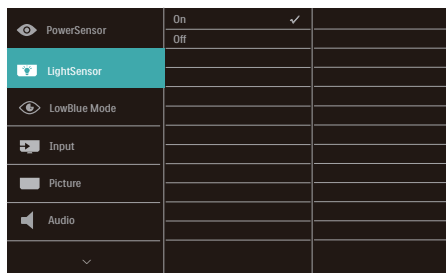 PowerSensor
LightSensor
LowBlue Mode
Input
Picture
Audio
On
Off